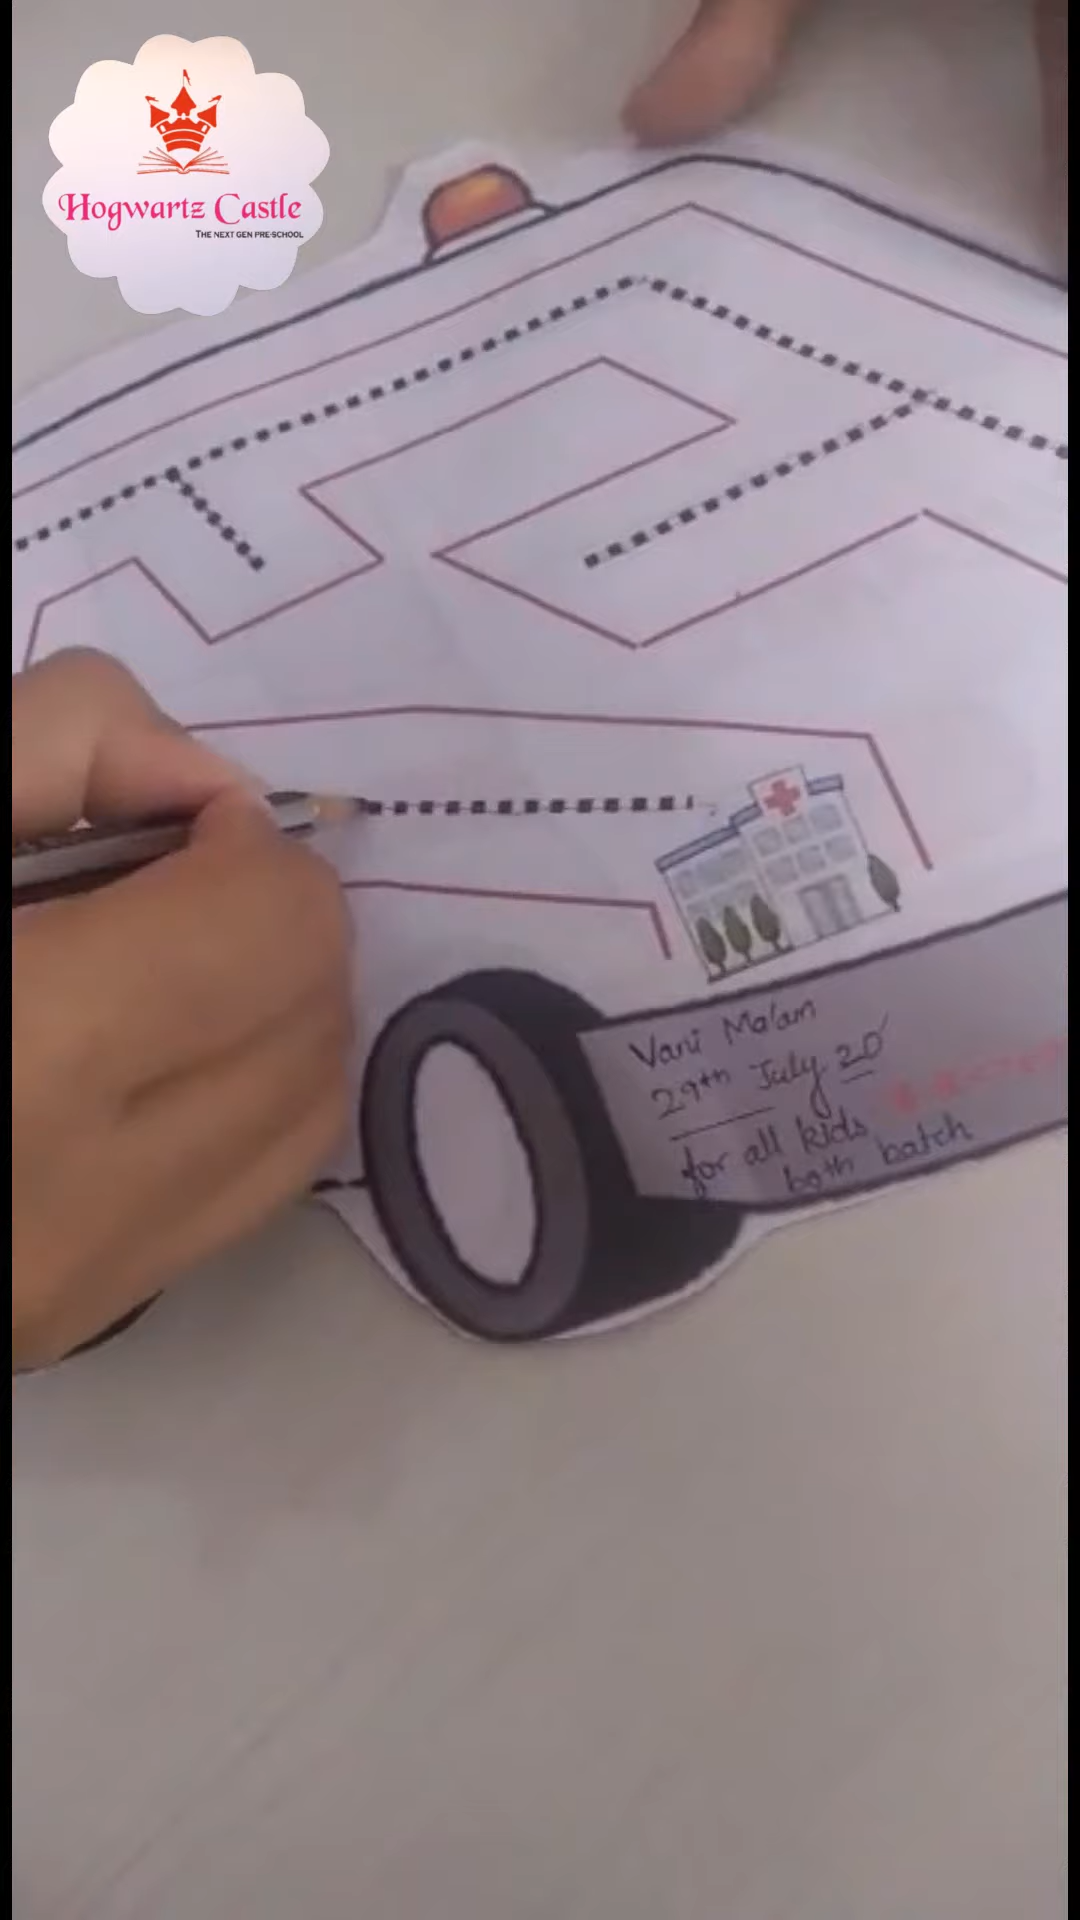 Hogwartz Castle
THE NEXT GEN PRE-SCHOOL
Vani Ma'am
29th July 20
for all kids
both batch